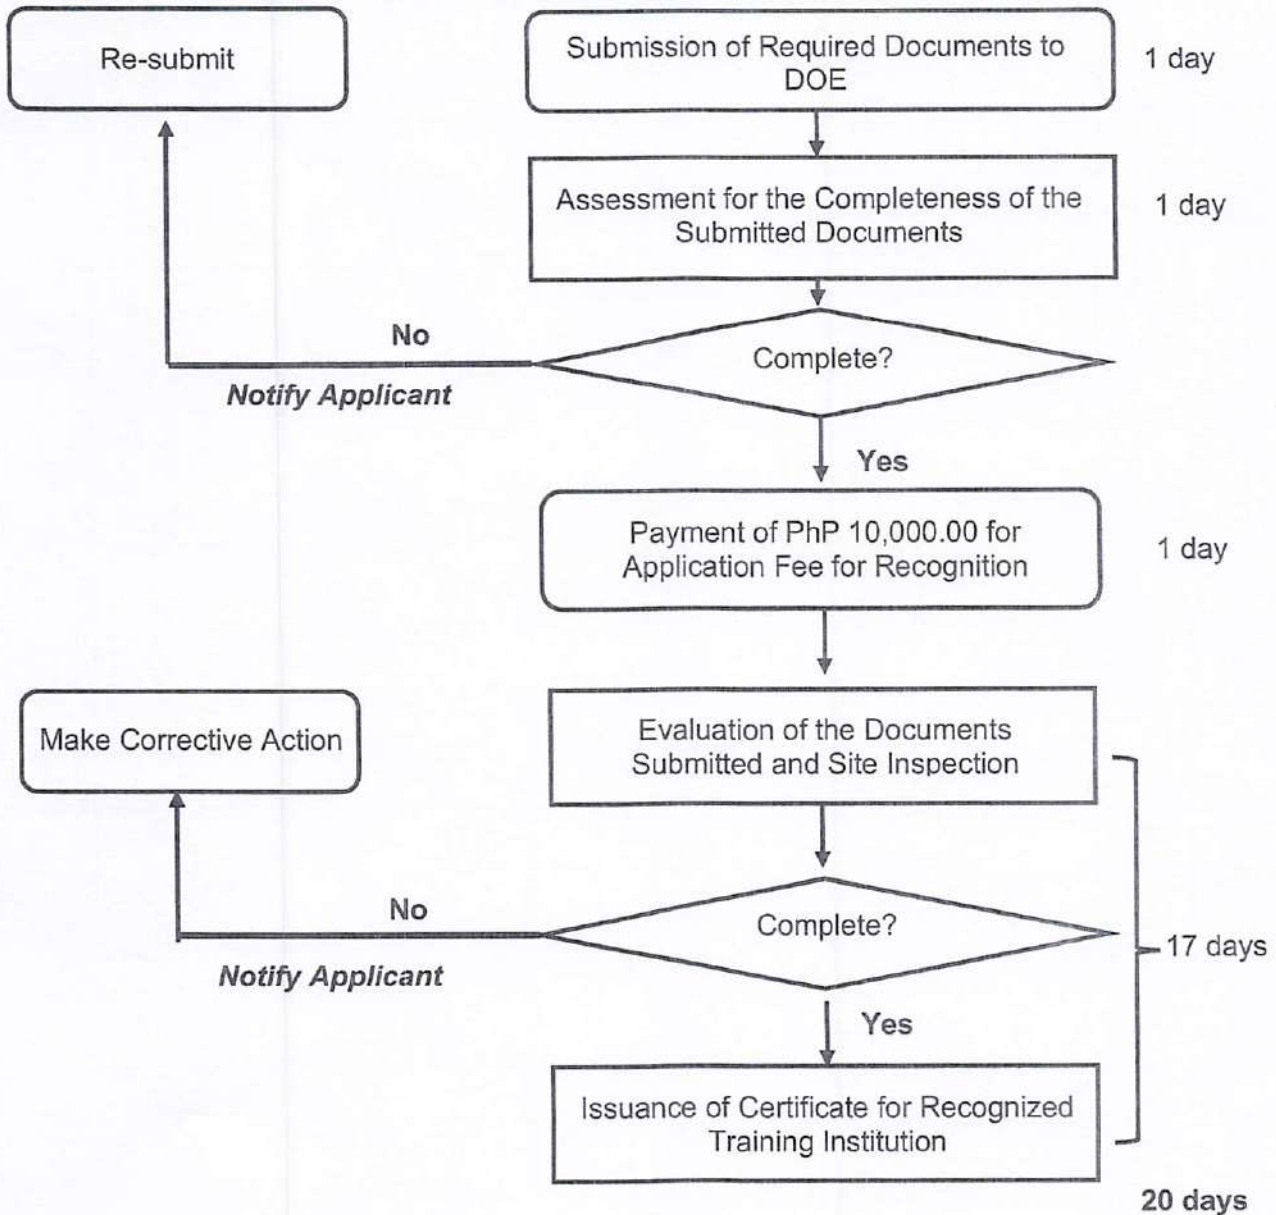 Re-submit
Submission of Required Documents to
DOE
1 day
Assessment for the Completeness of the
Submitted Documents
1 day
No
Complete?
Notify Applicant
Yes
Payment of PhP 10,000.00 for
Application Fee for Recognition
1 day
Make Corrective Action
Evaluation of the Documents
Submitted and Site Inspection
No
Complete?
17 days
Notify Applicant
Yes
Issuance of Certificate for Recognized
Training Institution
20 days